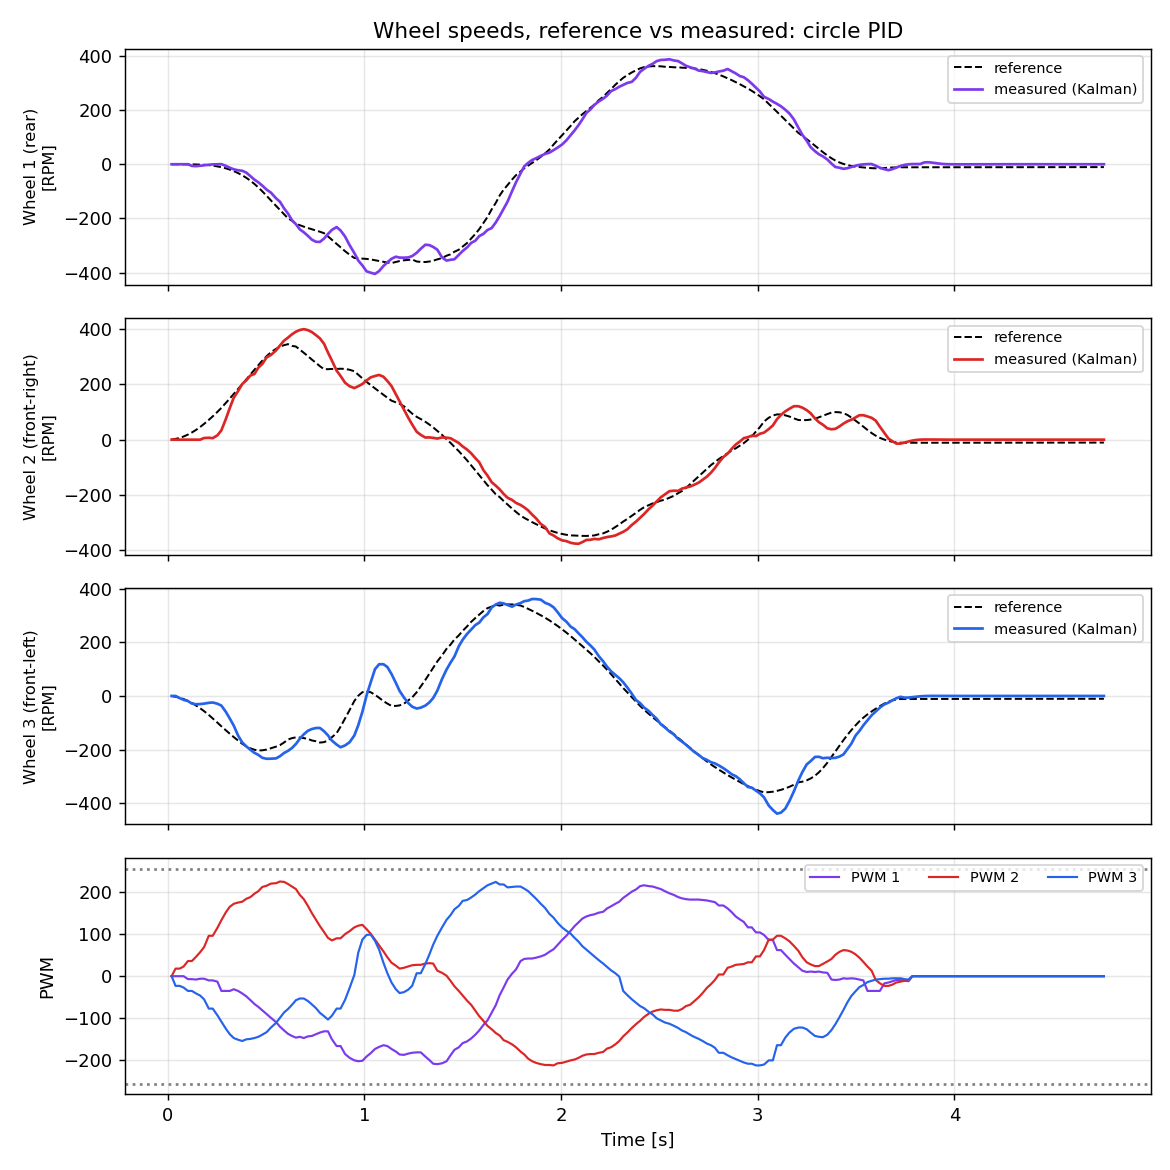 Wheel speeds, reference vs measured: circle PID
Wheel 1 (rear)
[RPM]
400
200
0
−200
−400
reference
measured (Kalman)
Wheel 2 (front-right)
[RPM]
400
200
0
−200
−400
reference
measured (Kalman)
Wheel 3 (front-left)
[RPM]
400
200
0
−200
−400
reference
measured (Kalman)
PWM
200
100
0
−100
−200
PWM 1 PWM 2 PWM 3
0 1 2 3 4
Time [s]